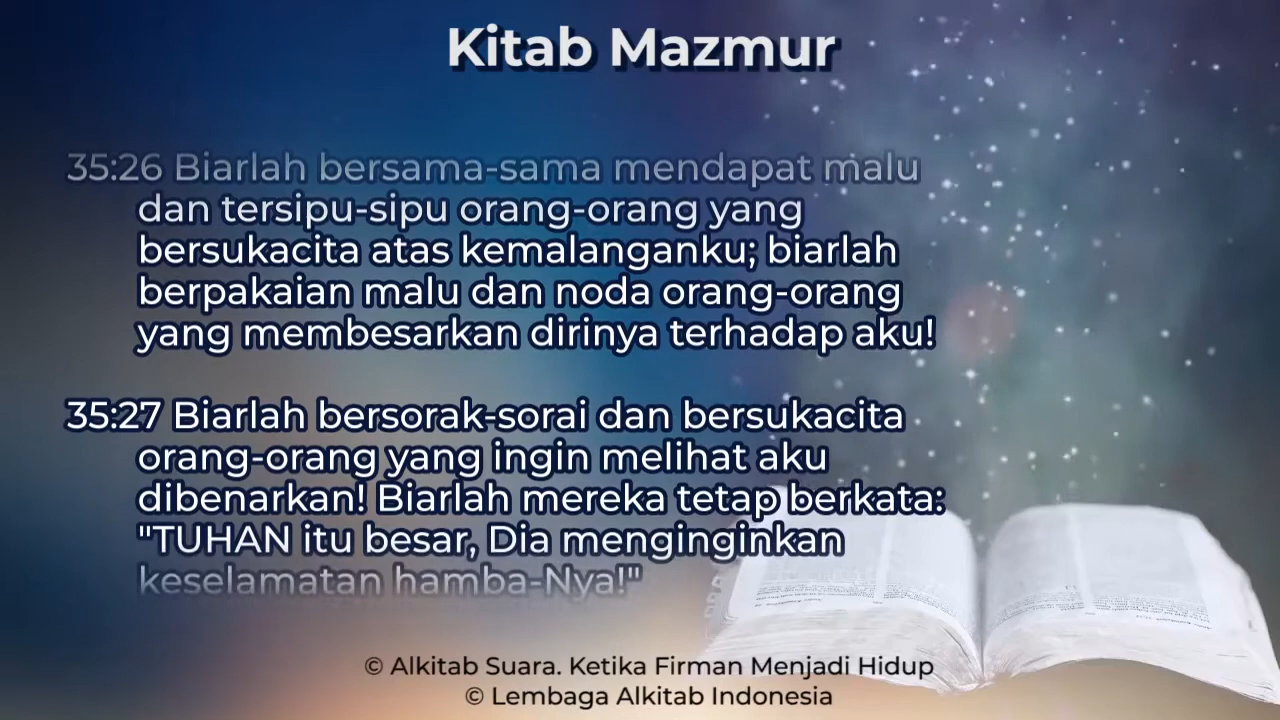 Kitab Mazmur
35:26 Biarlah bersama-sama mendapat malu
dan tersipu-sipu orang-orang yang
bersukacita atas kemalanganku; biarlah
berpakaian malu dan noda orang-orang
yang membesarkan dirinya terhadap aku!
35:27 Biarlah bersorak-sorai dan bersukacita
orang-orang yang ingin melihat aku
dibenarkan! Biarlah mereka tetap berkata:
"TUHAN itu besar, Dia menginginkan
keselamatan hamba-Nya!"
© Alkitab Suara. Ketika Firman Menjadi Hidup
© Lembaga Alkitab Indonesia